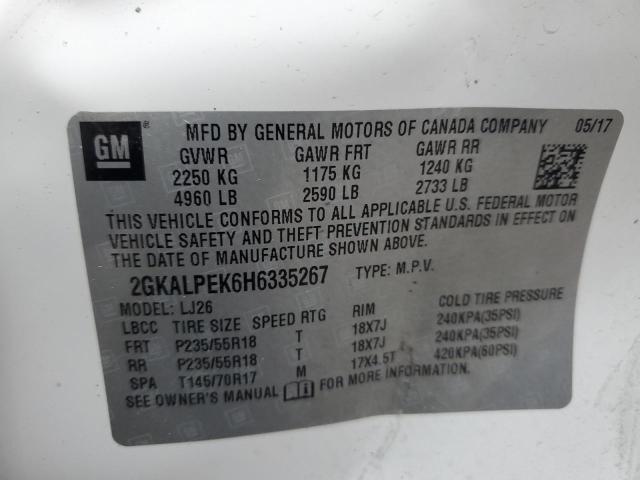 GM ® MFD BY GENERAL MOTORS OF CANADA COMPANY 05/17
GVWR GAWR FRT GAWR RR
2250 KG 1175 KG 1240 KG
4960 LB 2590 LB 2733 LB
THIS VEHICLE CONFORMS TO ALL APPLICABLE U.S. FEDERAL MOTOR
VEHICLE SAFETY AND THEFT PREVENTION STANDARDS IN EFFECT ON
THE DATE OF MANUFACTURE SHOWN ABOVE.
2GKALPEK6H6335267 TYPE: M.P.V.
MODEL: LJ26
LBCC TIRE SIZE SPEED RTG RIM COLD TIRE PRESSURE
FRT P235/55R18 T 18X7J 240KPA(35PSI)
RR P235/55R18 T 18X7J 240KPA(35PSI)
SPA T145/70R17 M 17X4.5T 420KPA(60PSI)
SEE OWNER'S MANUAL FOR MORE INFORMATION.